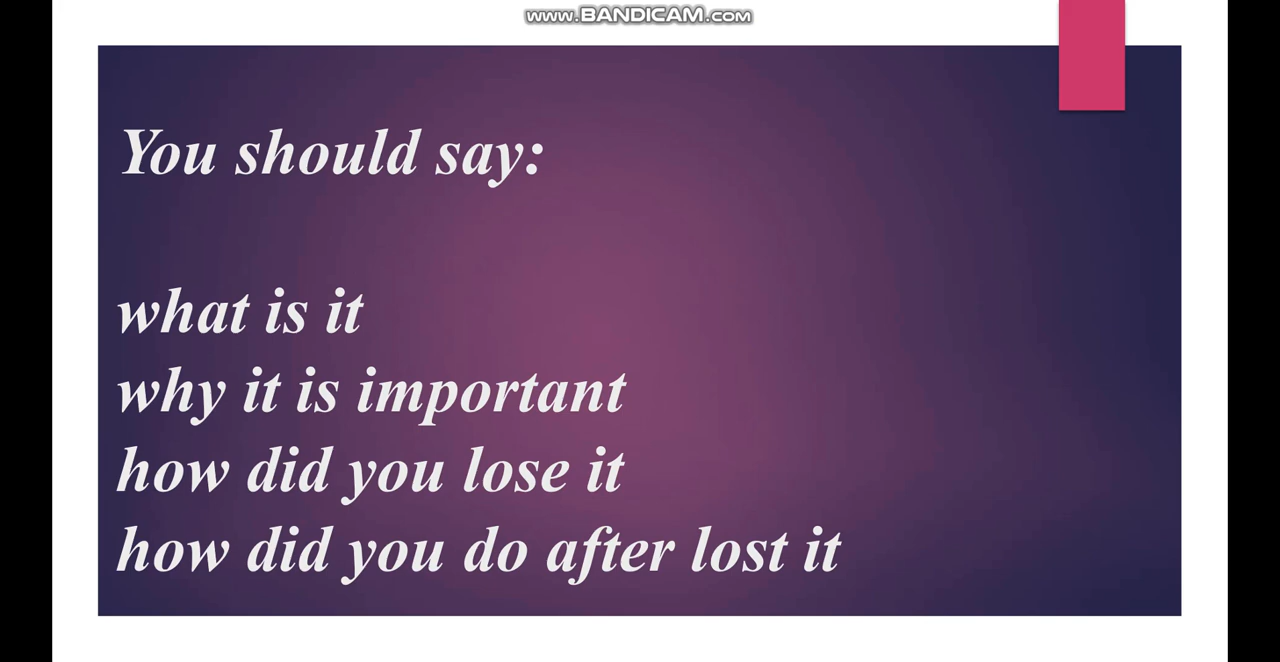 www.BANDICAM.com
You should say:
what is it
why it is important
how did you lose it
how did you do after lost it